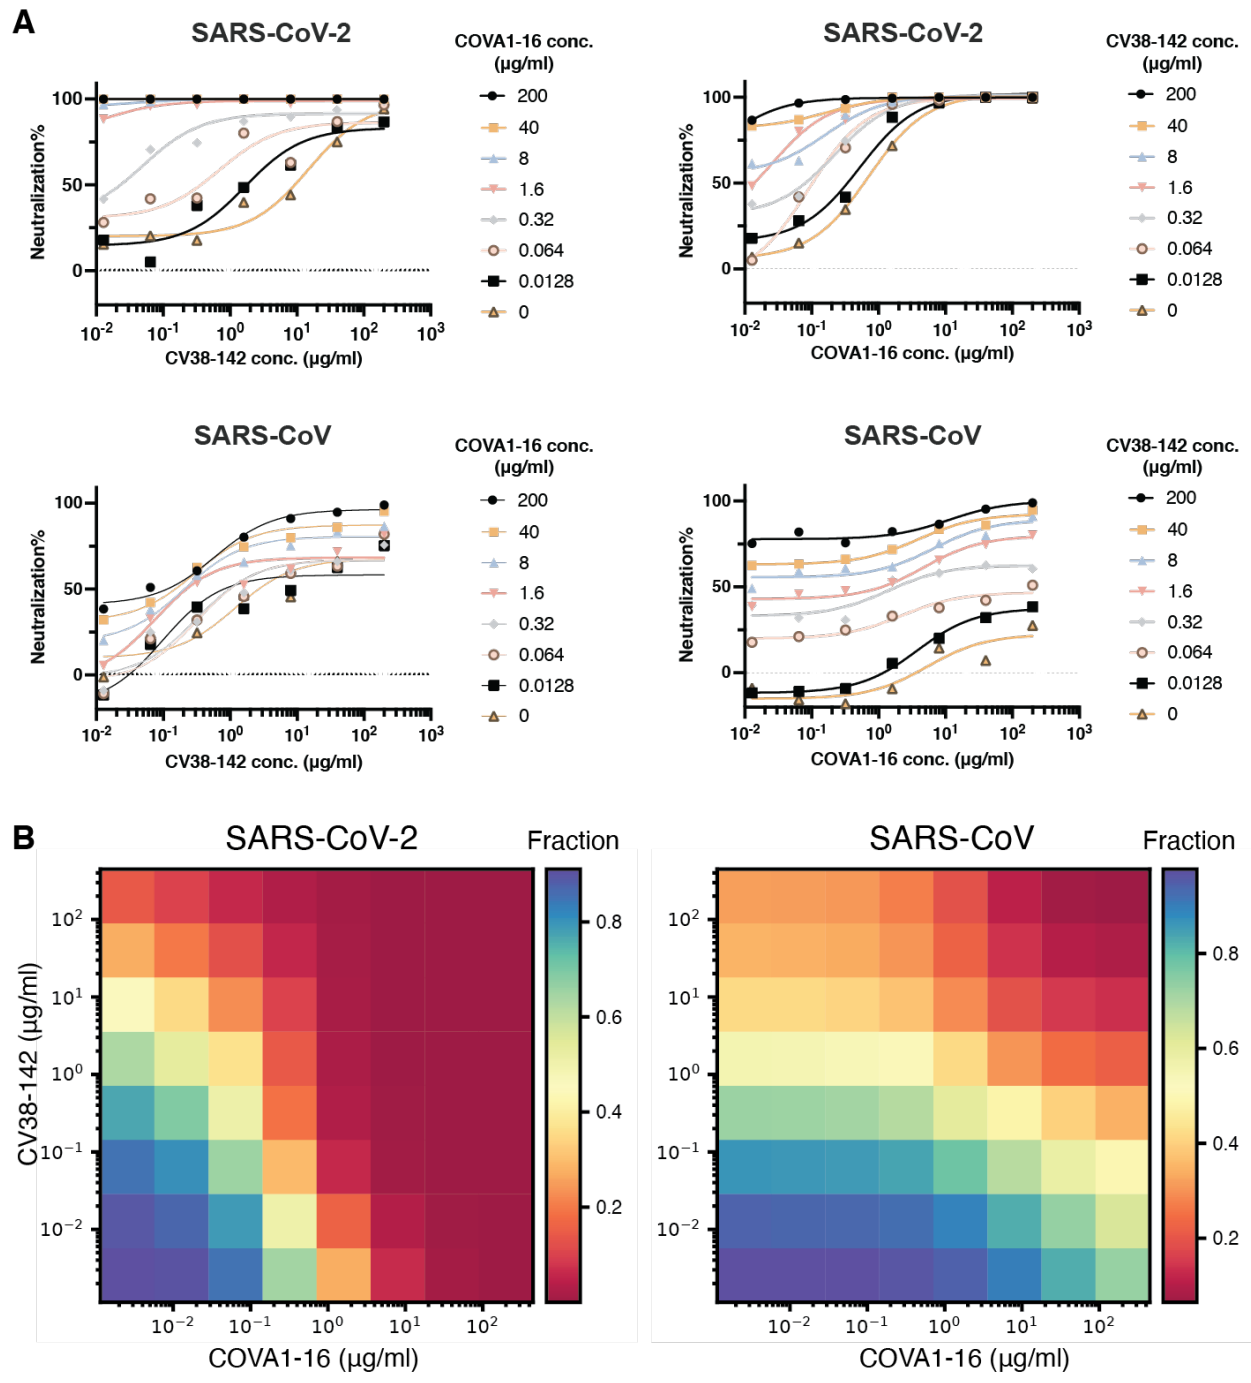 A
SARS-CoV-2
COVA1-16 conc.
(µg/ml)
200
40
8
1.6
0.32
0.064
0.0128
0
Neutralization%
100
50
0
10-2 10-1 100 101 102 103
CV38-142 conc. (µg/ml)
SARS-CoV-2
CV38-142 conc.
(µg/ml)
200
40
8
1.6
0.32
0.064
0.0128
0
Neutralization%
100
50
0
10-2 10-1 100 101 102 103
COVA1-16 conc. (µg/ml)
SARS-CoV
COVA1-16 conc.
(µg/ml)
200
40
8
1.6
0.32
0.064
0.0128
0
Neutralization%
100
50
0
10-2 10-1 100 101 102 103
CV38-142 conc. (µg/ml)
SARS-CoV
CV38-142 conc.
(µg/ml)
200
40
8
1.6
0.32
0.064
0.0128
0
Neutralization%
100
50
0
10-2 10-1 100 101 102 103
COVA1-16 conc. (µg/ml)
B
SARS-CoV-2
Fraction
0.8
0.6
0.4
0.2
CV38-142 (µg/ml)
10²
10¹
10⁰
10⁻¹
10⁻²
10⁻² 10⁻¹ 10⁰ 10¹ 10²
COVA1-16 (µg/ml)
SARS-CoV
Fraction
0.8
0.6
0.4
0.2
10²
10¹
10⁰
10⁻¹
10⁻²
10⁻² 10⁻¹ 10⁰ 10¹ 10²
COVA1-16 (µg/ml)